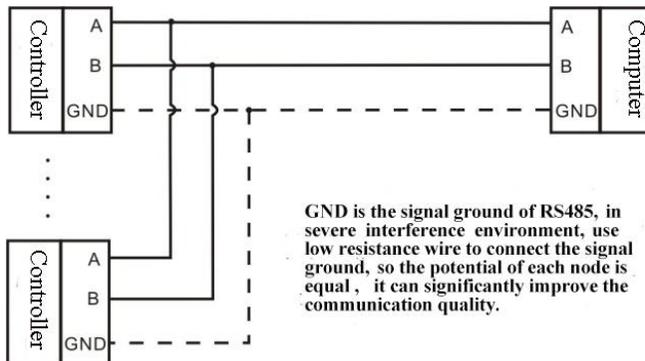 Controller
A
B
GND
Computer
A
B
GND
Controller
A
B
GND
GND is the signal ground of RS485, in
severe interference environment, use
low resistance wire to connect the signal
ground, so the potential of each node is
equal , it can significantly improve the
communication quality.